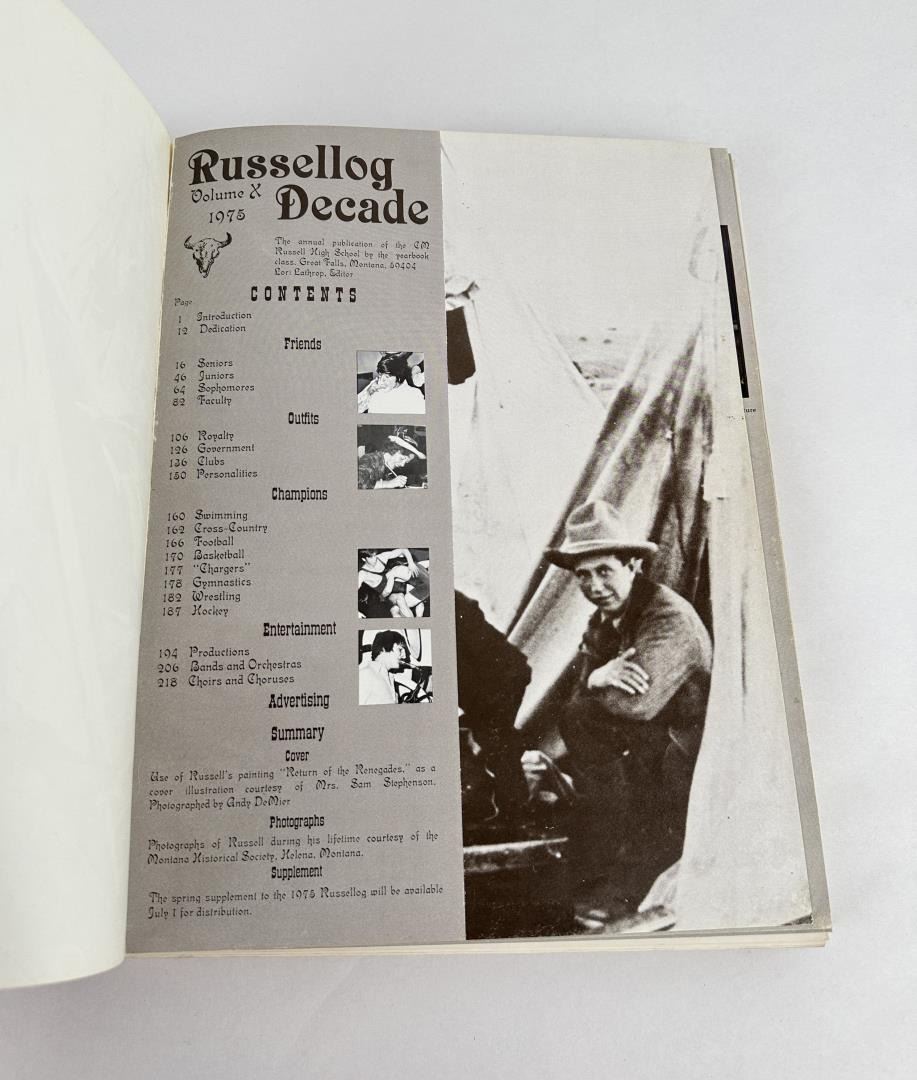 Russellog
Volume X Decade
1975
The annual publication of the CM
Russell High School by the yearbook
class, Great Falls, Montana, 59404
Lori Lathrop, Editor
CONTENTS
Page
1 Introduction
12 Dedication
Friends
16 Seniors
46 Juniors
64 Sophomores
82 Faculty
Outfits
106 Royalty
126 Government
136 Clubs
150 Personalities
Champions
160 Swimming
162 Cross-Country
166 Football
170 Basketball
177 "Chargers"
178 Gymnastics
182 Wrestling
187 Hockey
Entertainment
194 Productions
206 Bands and Orchestras
218 Choirs and Choruses
Advertising
Summary
Cover
Use of Russell's painting "Return of the Renegades," as a
cover illustration courtesy of Mrs. Sam Stephenson.
Photographed by Andy DeMier
Photographs
Photographs of Russell during his lifetime courtesy of the
Montana Historical Society, Helena, Montana.
Supplement
The spring supplement to the 1975 Russellog will be available
July 1 for distribution.